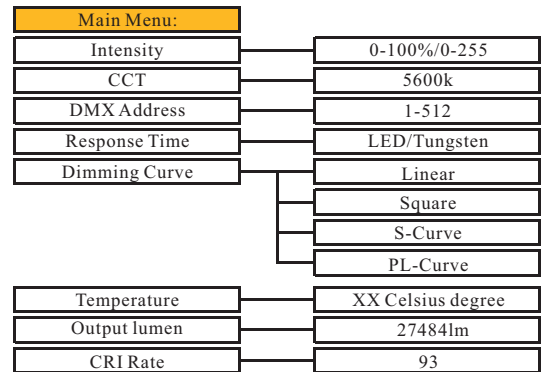 Main Menu:
Intensity 0-100%/0-255
CCT 5600k
DMX Address 1-512
Response Time LED/Tungsten
Dimming Curve Linear
Square
S-Curve
PL-Curve
Temperature XX Celsius degree
Output lumen 27484lm
CRI Rate 93